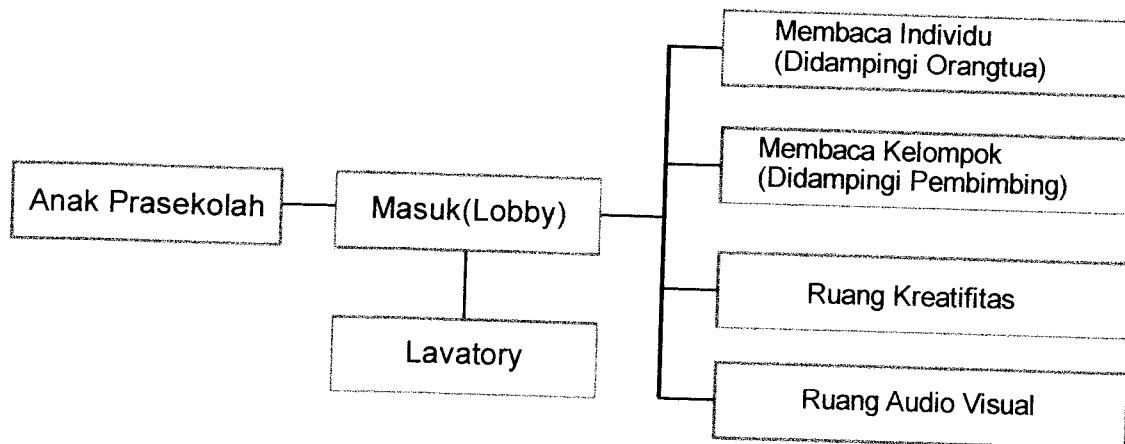 Membaca Individu
(Didampingi Orangtua)
Membaca Kelompok
(Didampingi Pembimbing)
Anak Prasekolah
Masuk(Lobby)
Ruang Kreatifitas
Lavatory
Ruang Audio Visual